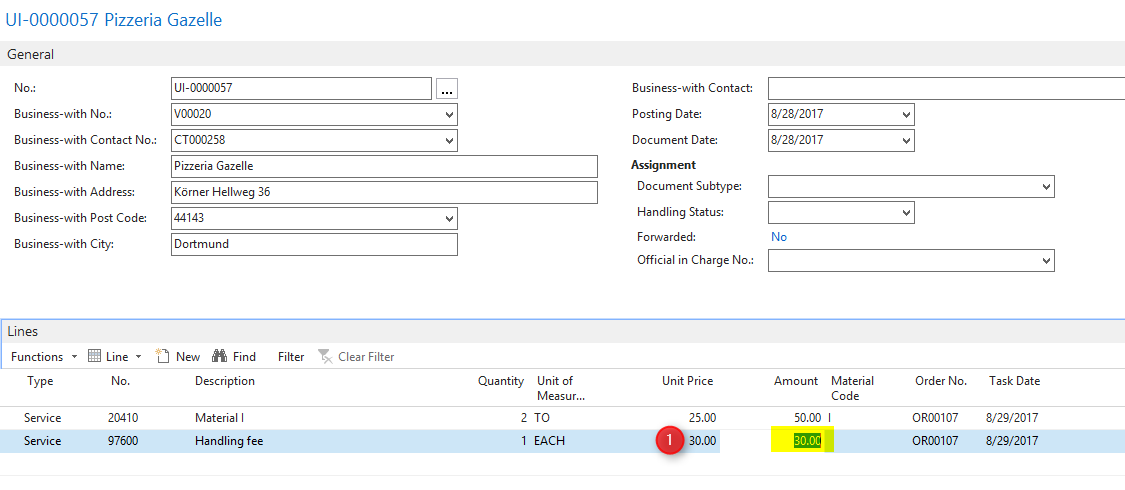 UI-0000057 Pizzeria Gazelle
General
No.: UI-0000057 ...
Business-with No.: V00020
Business-with Contact No.: CT000258
Business-with Name: Pizzeria Gazelle
Business-with Address: Körner Hellweg 36
Business-with Post Code: 44143
Business-with City: Dortmund
Business-with Contact:
Posting Date: 8/28/2017
Document Date: 8/28/2017
Assignment
Document Subtype:
Handling Status:
Forwarded: No
Official in Charge No.:
Lines
Functions Line New Find Filter Clear Filter
Type No. Description Quantity Unit of Measur... Unit Price Amount Material Code Order No. Task Date
Service 20410 Material I 2 TO 25.00 50.00 I OR00107 8/29/2017
Service 97600 Handling fee 1 EACH 1 30.00 30.00 OR00107 8/29/2017